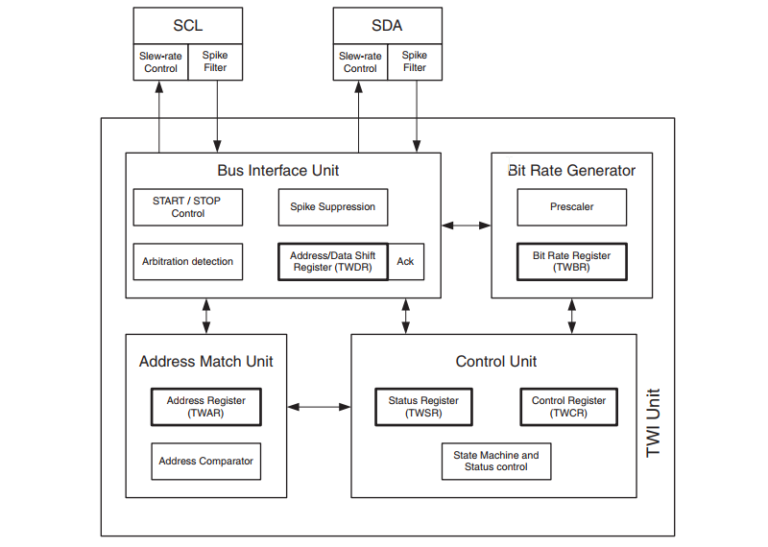 SCL
SDA
Slew-rate
Control
Spike
Filter
Slew-rate
Control
Spike
Filter
Bus Interface Unit
START / STOP
Control
Spike Suppression
Arbitration detection
Address/Data Shift
Register (TWDR)
Ack
Bit Rate Generator
Prescaler
Bit Rate Register
(TWBR)
Address Match Unit
Address Register
(TWAR)
Address Comparator
Control Unit
Status Register
(TWSR)
Control Register
(TWCR)
State Machine and
Status control
TWI Unit